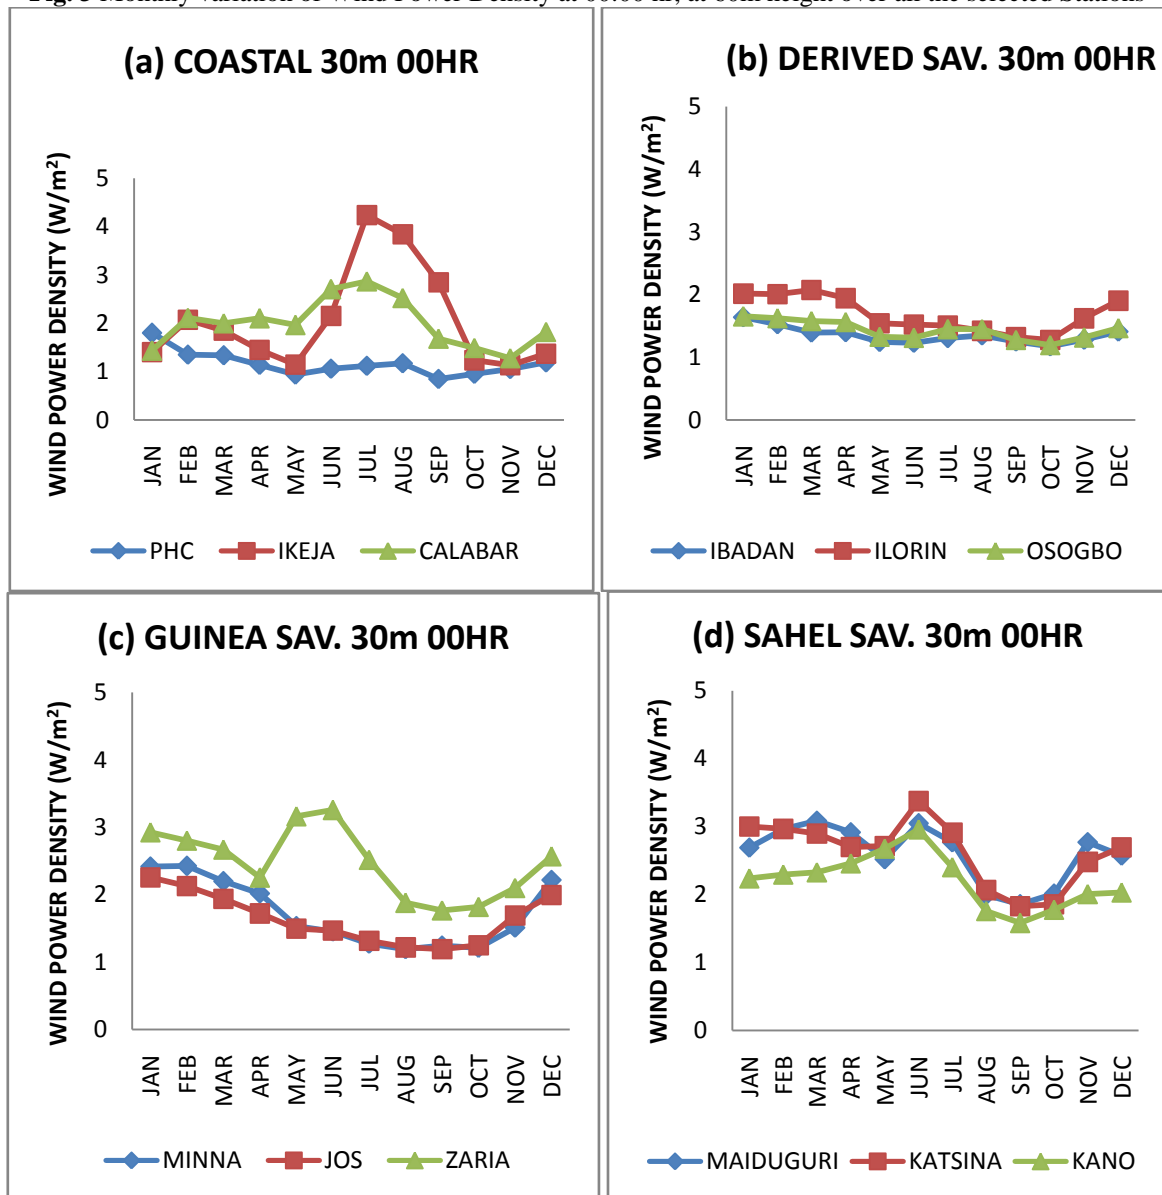 (a) COASTAL 30m 00HR
WIND POWER DENSITY (W/m²)
5
4
3
2
1
0
JAN FEB MAR APR MAY JUN JUL AUG SEP OCT NOV DEC
PHC IKEJA CALABAR
(b) DERIVED SAV. 30m 00HR
WIND POWER DENSITY (W/m²)
5
4
3
2
1
0
JAN FEB MAR APR MAY JUN JUL AUG SEP OCT NOV DEC
IBADAN ILORIN OSOGBO
(c) GUINEA SAV. 30m 00HR
WIND POWER DENSITY (W/m²)
5
4
3
2
1
0
JAN FEB MAR APR MAY JUN JUL AUG SEP OCT NOV DEC
MINNA JOS ZARIA
(d) SAHEL SAV. 30m 00HR
WIND POWER DENSITY (W/m²)
5
4
3
2
1
0
JAN FEB MAR APR MAY JUN JUL AUG SEP OCT NOV DEC
MAIDUGURI KATSINA KANO